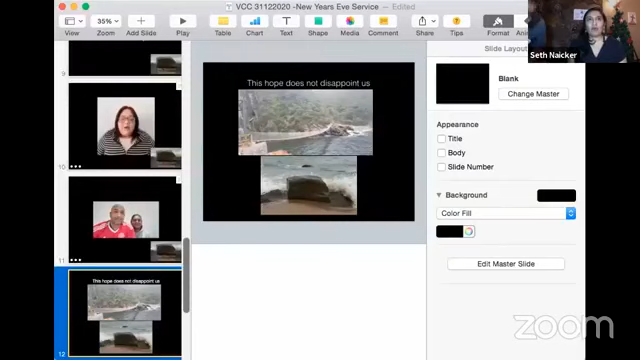 VCC 31122020 -New Years Eve Service — Edited
35%
View
Zoom
Add Slide
Play
Table
Chart
Text
Shape
Media
Comment
Share
Tips
Format
Slide Layout
Seth Naicker
9
10
11
12
This hope does not disappoint us
This hope does not disappoint us
Blank
Change Master
Appearance
Title
Body
Slide Number
Background
Color Fill
Edit Master Slide
zoom